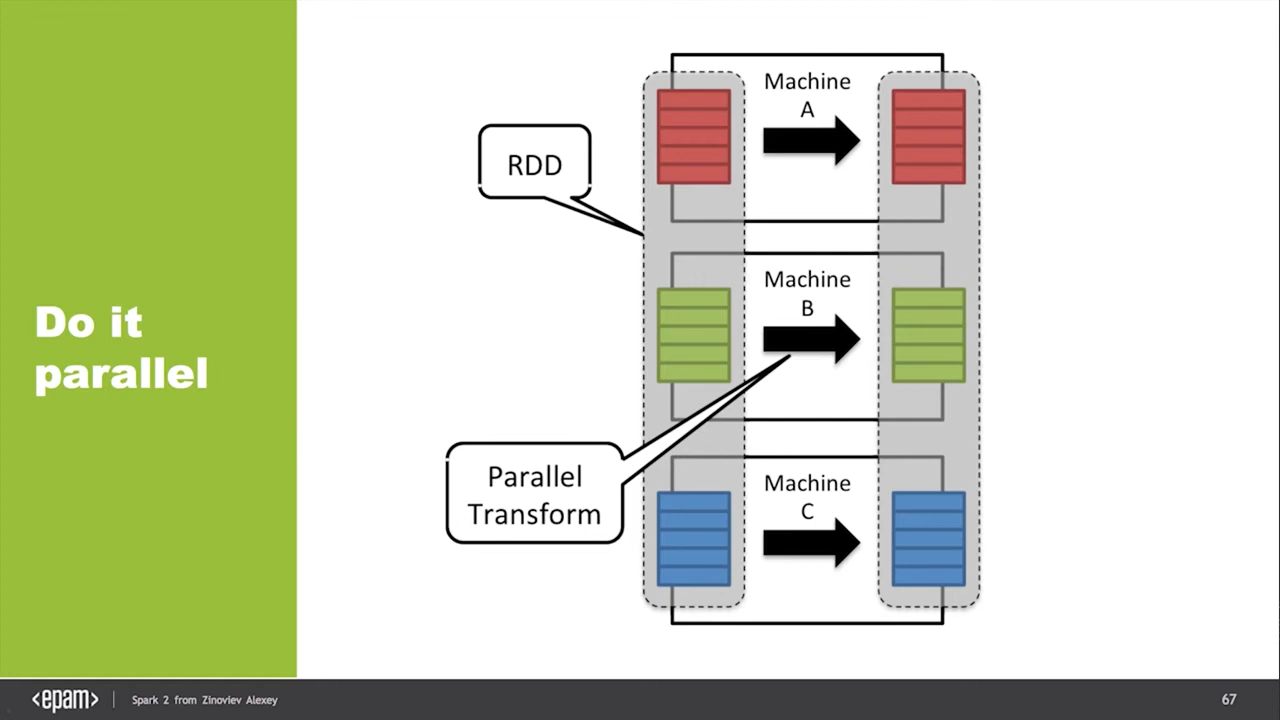 Do it
parallel
RDD
Parallel
Transform
Machine
A
Machine
B
Machine
C
<epam>
Spark 2 from Zinoviev Alexey
67